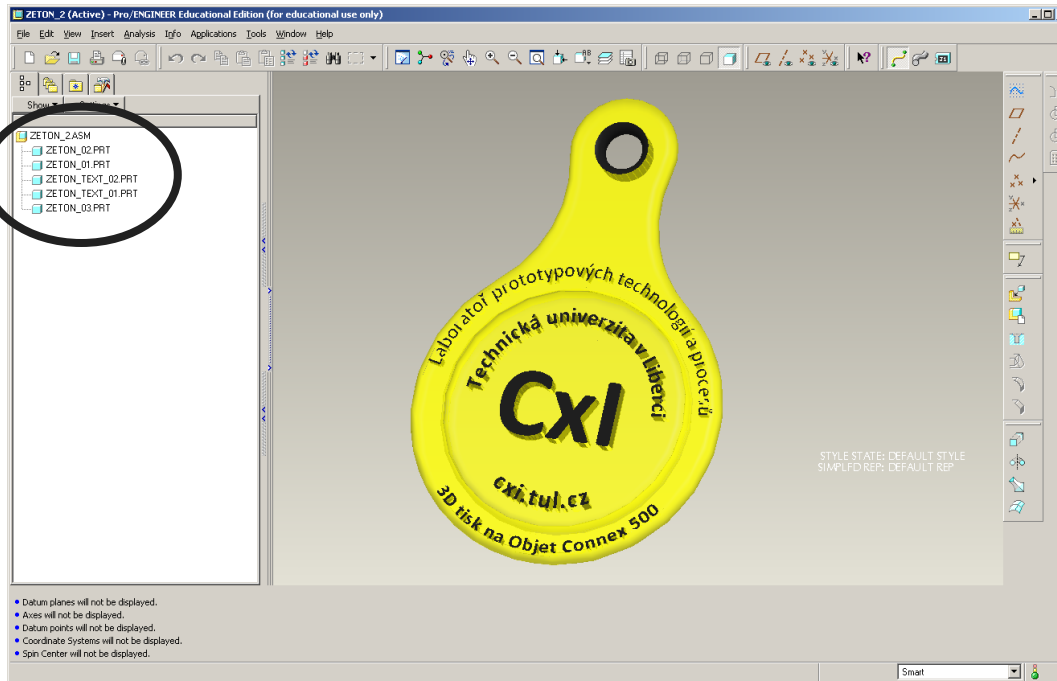 ZETON_2 (Active) - Pro/ENGINEER Educational Edition (for educational use only)
File Edit View Insert Analysis Info Applications Tools Window Help
Show
ZETON_2.ASM
ZETON_02.PRT
ZETON_01.PRT
ZETON_TEXT_02.PRT
ZETON_TEXT_01.PRT
ZETON_03.PRT
Laboratoř prototypových technologií a procesů
Technická univerzita v Liberci
CxI
cxi.tul.cz
3D tisk na Objet Connex 500
STYLE STATE: DEFAULT STYLE
SIMPLFD REP: DEFAULT REP
• Datum planes will not be displayed.
• Axes will not be displayed.
• Datum points will not be displayed.
• Coordinate Systems will not be displayed.
• Spin Center will not be displayed.
Smart